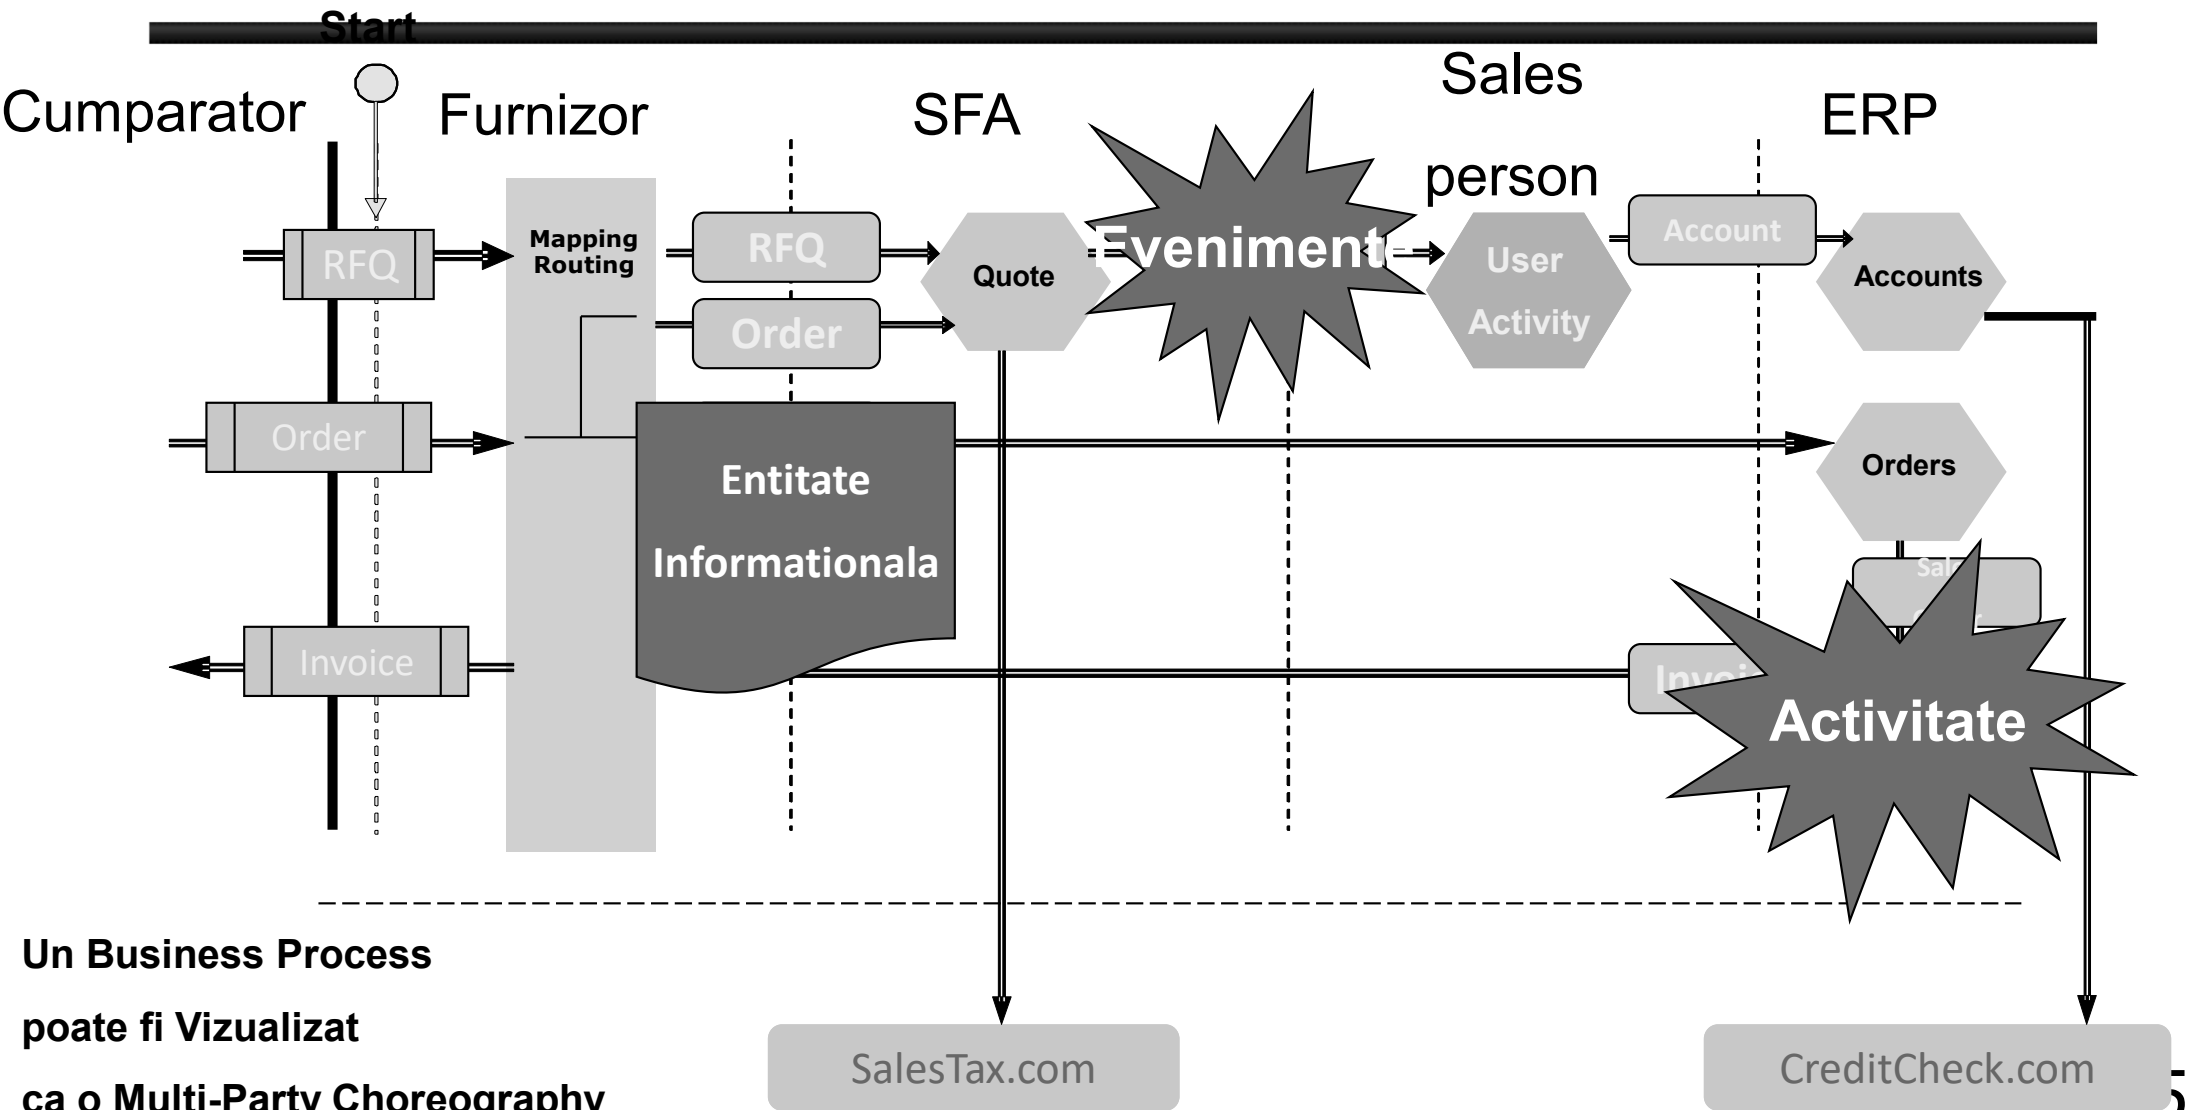 Start
Cumparator
Furnizor
SFA
Sales
person
ERP
RFQ
Mapping
Routing
RFQ
Quote
Evenimente
User
Activity
Account
Accounts
Order
Order
Entitate
Informationala
Orders
Invoice
Activitate
Un Business Process
poate fi Vizualizat
ca o Multi-Party Choreography
SalesTax.com
CreditCheck.com